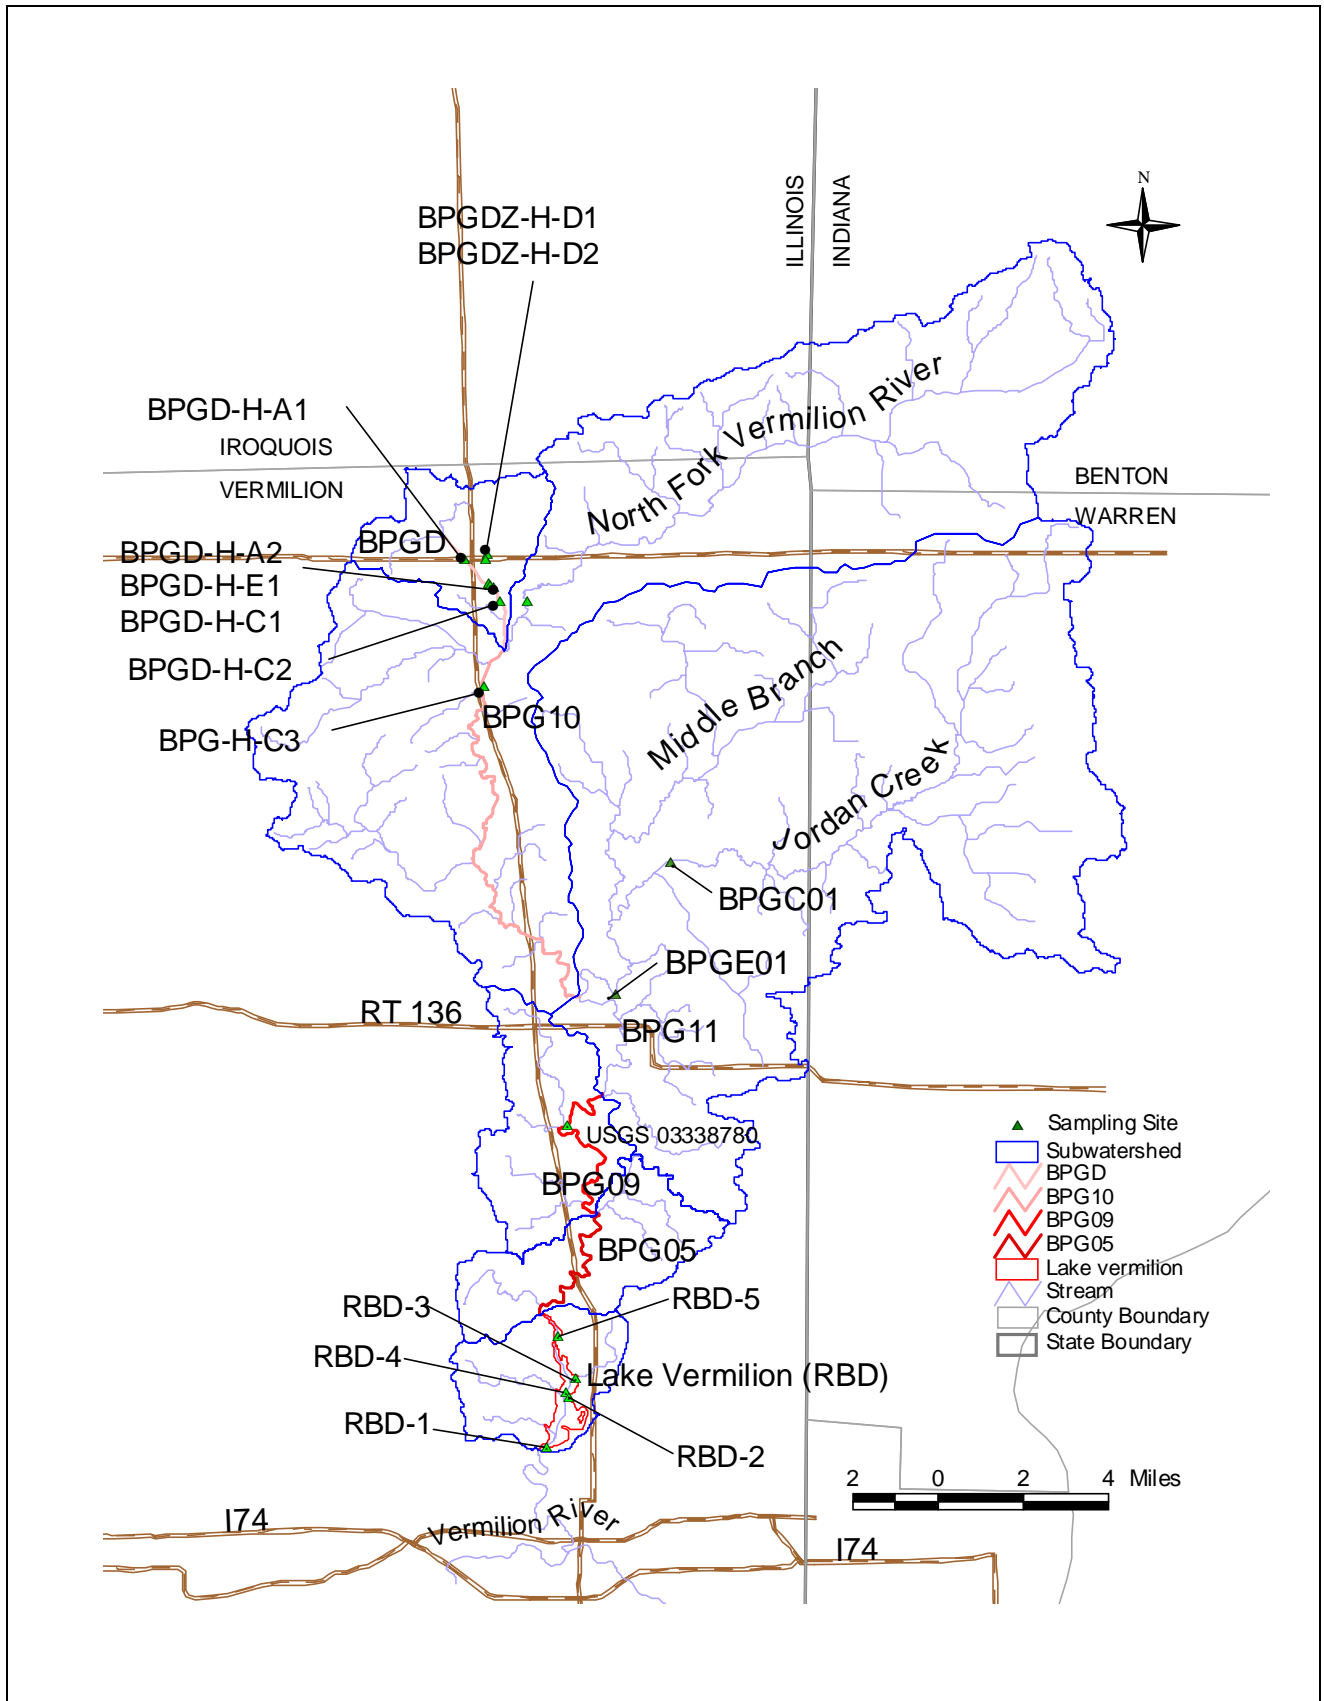 N
ILLINOIS
INDIANA
BPGDZ-H-D1
BPGDZ-H-D2
North Fork Vermilion River
BPGD-H-A1
IROQUOIS
VERMILION
BENTON
WARREN
BPGD
BPGD-H-A2
BPGD-H-E1
BPGD-H-C1
BPGD-H-C2
BPG-H-C3
BPG10
Middle Branch
Jordan Creek
BPGC01
BPGE01
RT 136
BPG11
USGS 03338780
BPG09
BPG05
Sampling Site
Subwatershed
BPGD
BPG10
BPG09
BPG05
Lake vermilion
Stream
County Boundary
State Boundary
RBD-3
RBD-5
RBD-4
Lake Vermilion (RBD)
RBD-1
RBD-2
2 0 2 4 Miles
I74
Vermilion River
I74